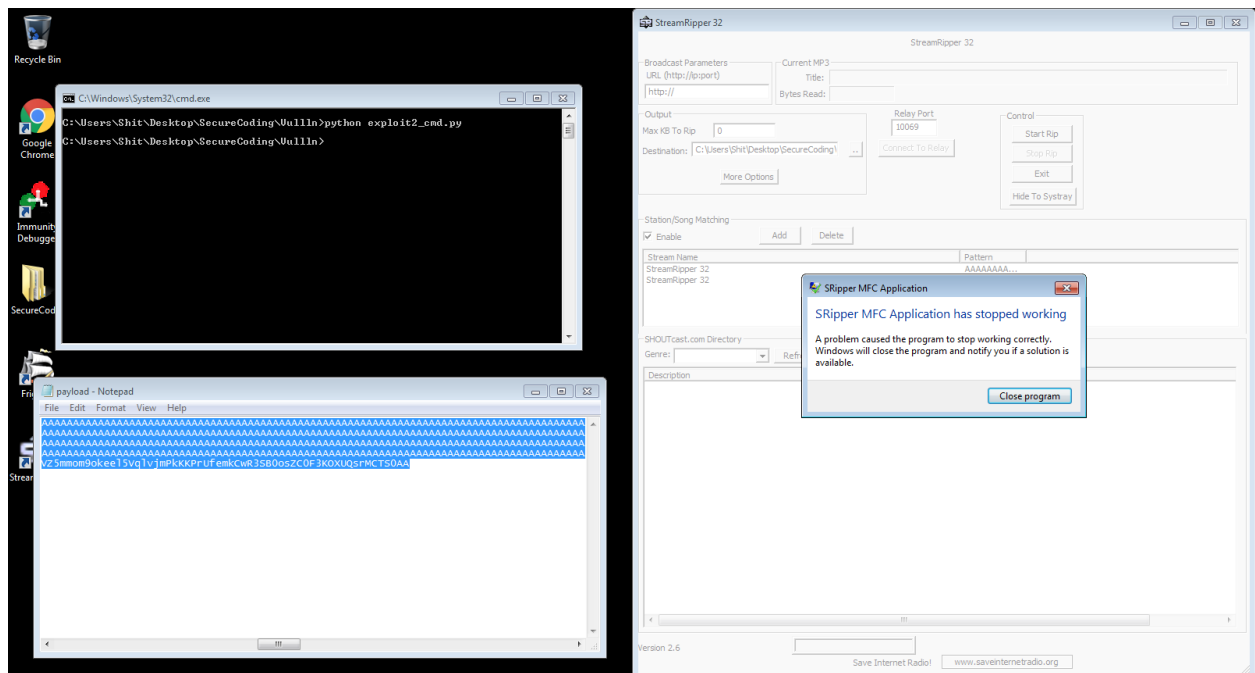 Recycle Bin
Google
Chrome
Immunity
Debugge
SecureCod
Fri
Strear
C:\Windows\System32\cmd.exe
C:\Users\Shit\Desktop\SecureCoding\Vullln>python exploit2_cmd.py
C:\Users\Shit\Desktop\SecureCoding\Vullln>
payload - Notepad
File Edit Format View Help
StreamRipper 32
StreamRipper 32
Broadcast Parameters
URL (http://ip:port)
http://
Current MP3
Title:
Bytes Read:
Output
Max KB To Rip 0
Destination: C:\Users\Shit\Desktop\SecureCoding\ ...
More Options
Relay Port
10069
Connect To Relay
Control
Start Rip
Stop Rip
Exit
Hide To Systray
Station/Song Matching
Enable Add Delete
Stream Name Pattern
StreamRipper 32 AAAAAAAA...
StreamRipper 32
SRipper MFC Application
SRipper MFC Application has stopped working
A problem caused the program to stop working correctly.
Windows will close the program and notify you if a solution is
available.
Close program
SHOUTcast.com Directory
Genre: Refr
Description
Version 2.6
Save Internet Radio! www.saveinternetradio.org